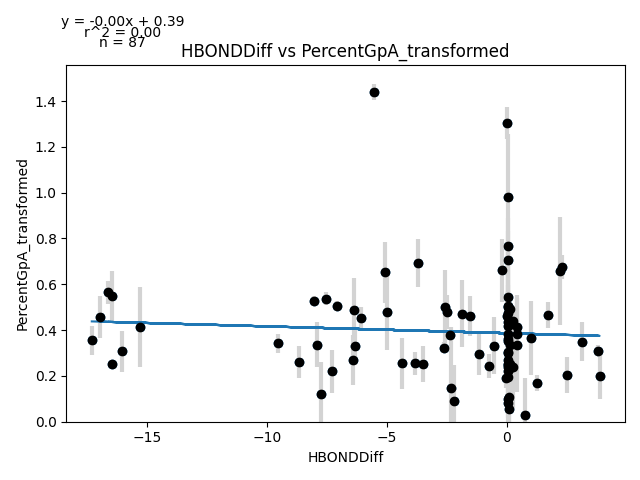 y = -0.00x + 0.39
r^2 = 0.00
n = 87
HBONDDiff vs PercentGpA_transformed
PercentGpA_transformed
1.4
1.2
1.0
0.8
0.6
0.4
0.2
0.0
−15
−10
−5
0
HBONDDiff